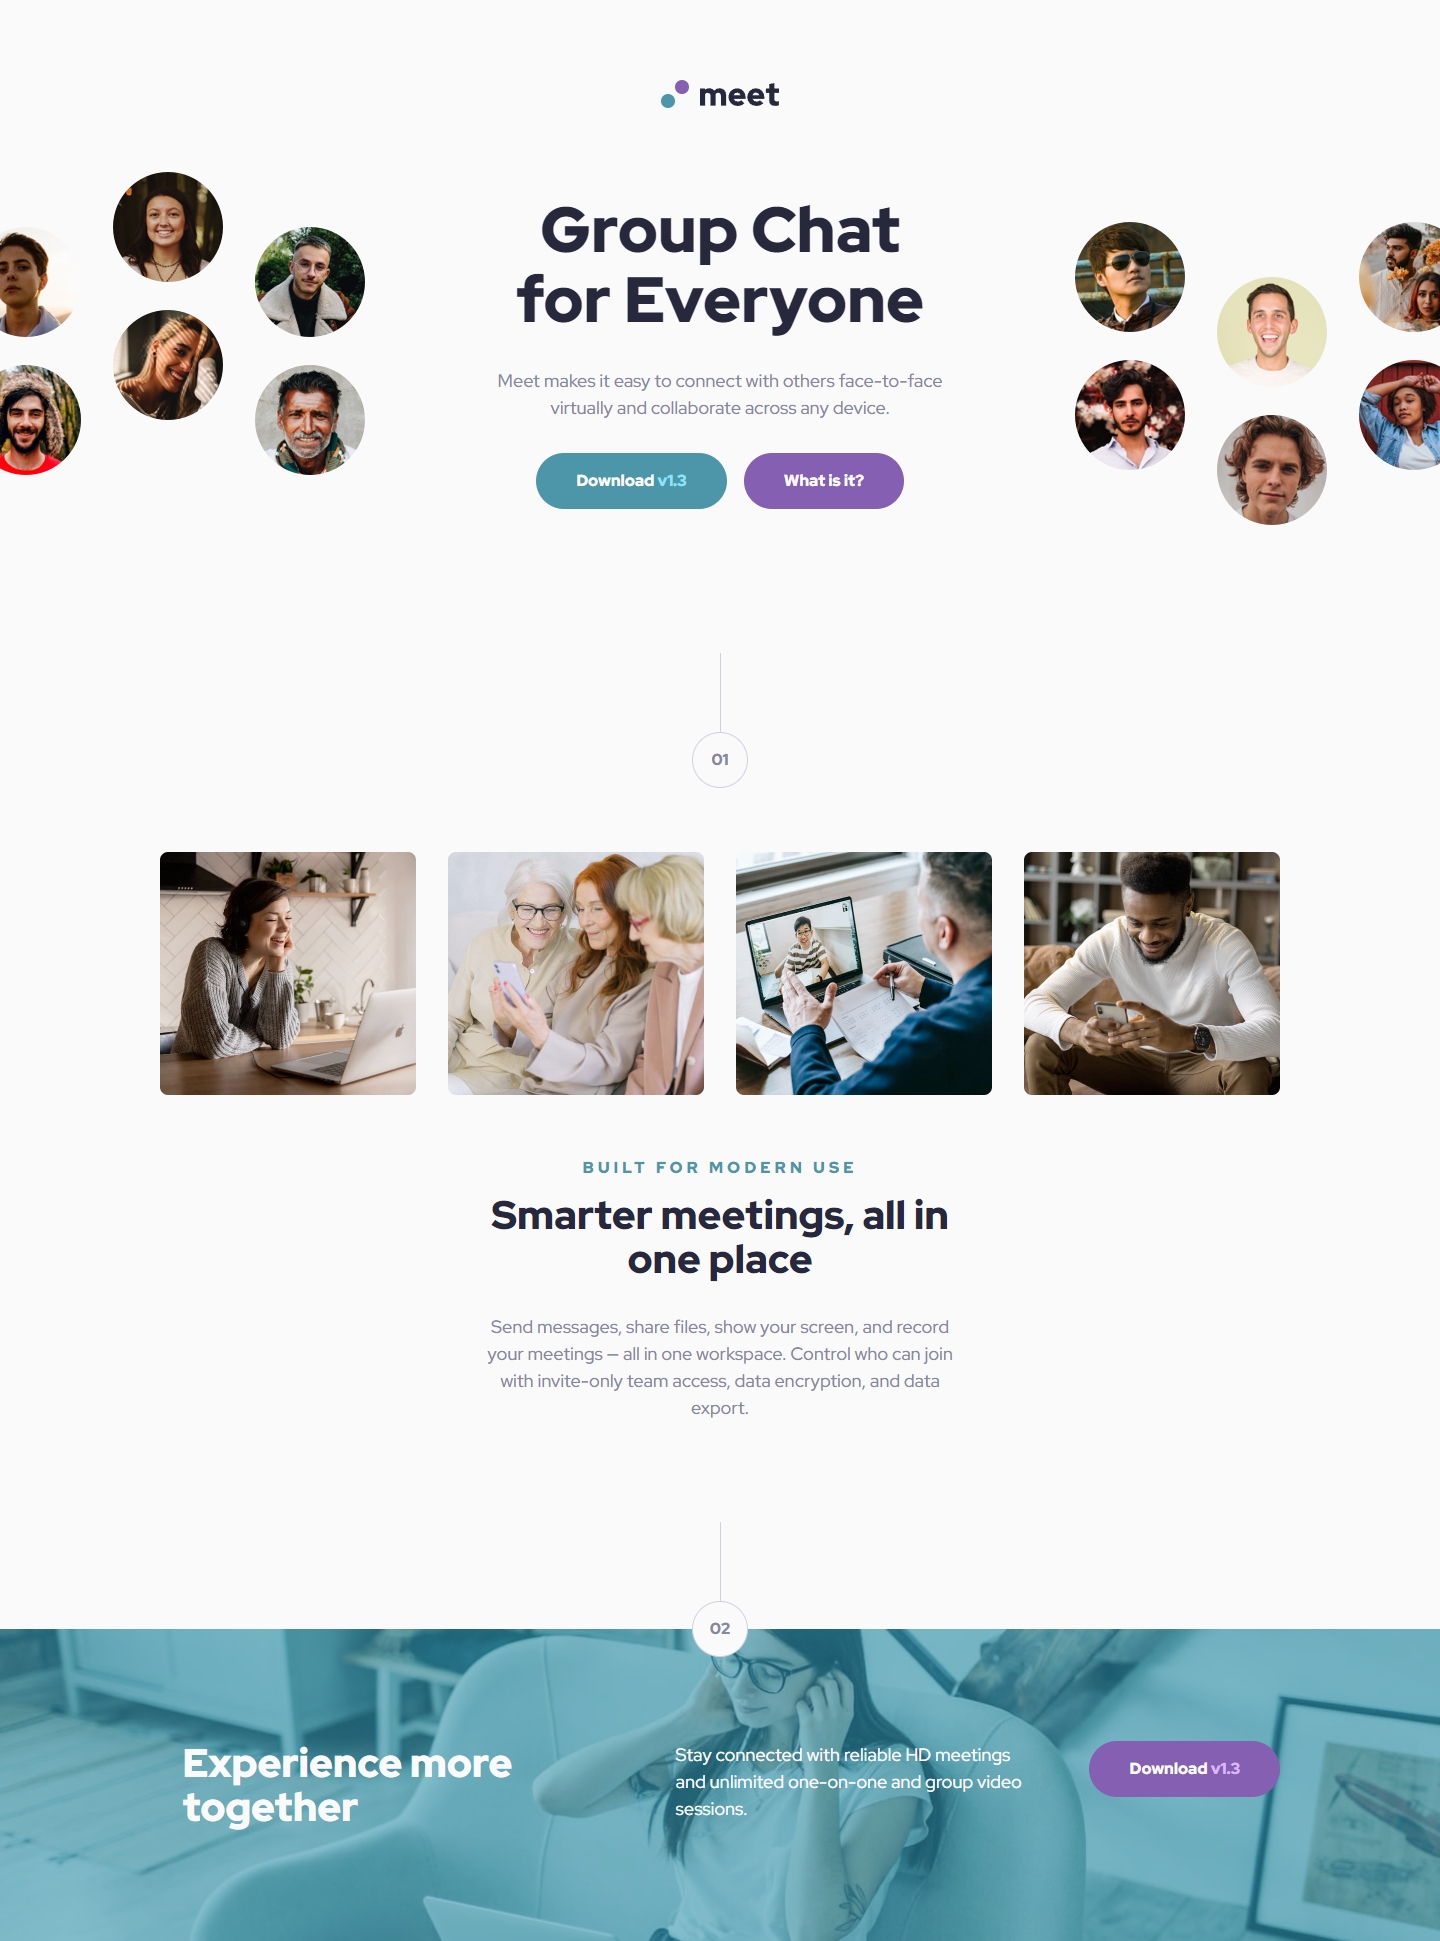 meet
Group Chat
for Everyone
Meet makes it easy to connect with others face-to-face
virtually and collaborate across any device.
Download v1.3
What is it?
01
BUILT FOR MODERN USE
Smarter meetings, all in
one place
Send messages, share files, show your screen, and record
your meetings — all in one workspace. Control who can join
with invite-only team access, data encryption, and data
export.
02
Experience more
together
Stay connected with reliable HD meetings
and unlimited one-on-one and group video
sessions.
Download v1.3